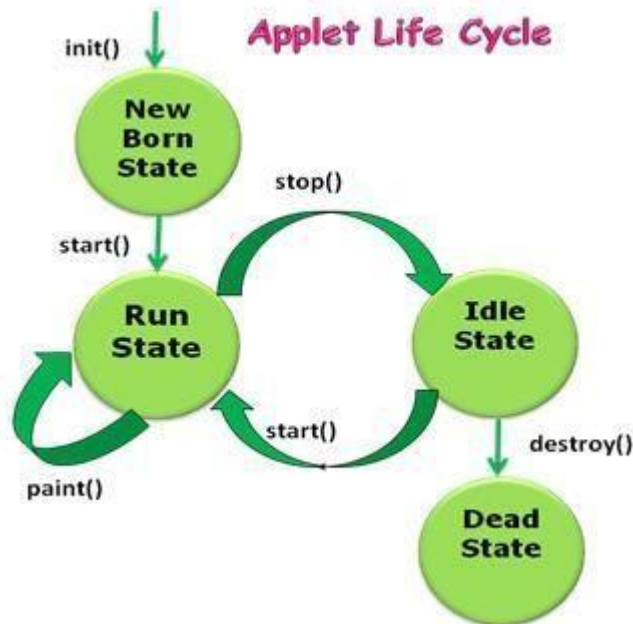 Applet Life Cycle
init()
New
Born
State
stop()
start()
Run
State
Idle
State
start()
destroy()
paint()
Dead
State